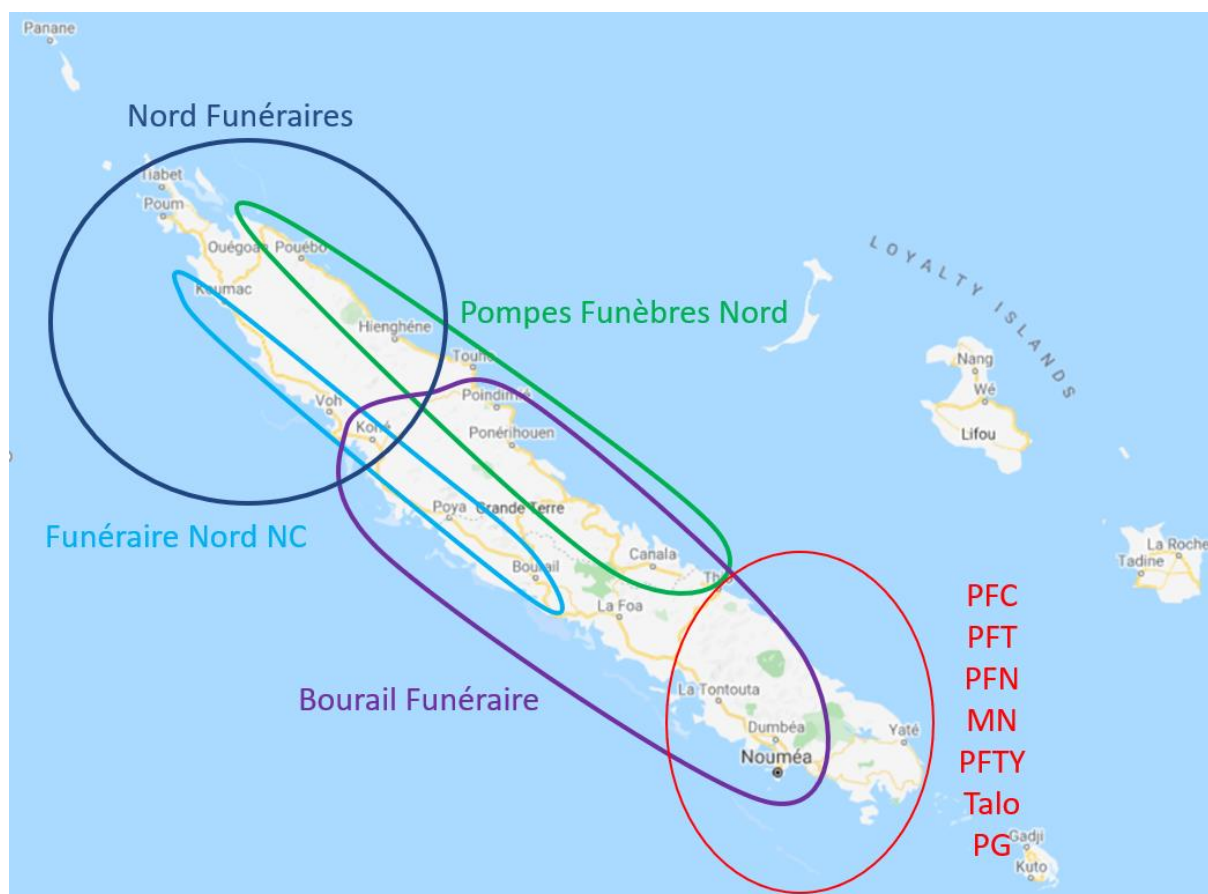 Panane
Nord Funéraires
Tiabet
Poum
Ouégoa
Pouébo
Koumac
Pompes Funèbres Nord
Hienghéne
Touho
Poindimié
Voh
Koné
Ponérihouen
LOYALTY ISLANDS
Nang
Wé
Lifou
Poya
Grande Terre
Funéraire Nord NC
Canala
Bourail
La Foa
La Roche
Tadine
PFC
PFT
PFN
MN
PFTY
Talo
PG
Bourail Funéraire
La Tontouta
Dumbéa
Yaté
Nouméa
Gadji
Kuto